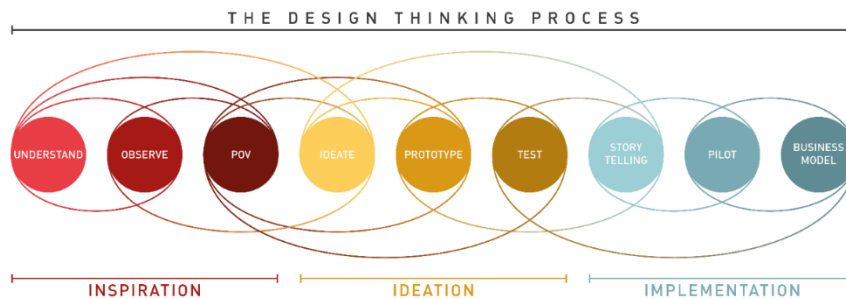 THE DESIGN THINKING PROCESS
UNDERSTAND
OBSERVE
POV
IDEATE
PROTOTYPE
TEST
STORY
TELLING
PILOT
BUSINESS
MODEL
INSPIRATION
IDEATION
IMPLEMENTATION